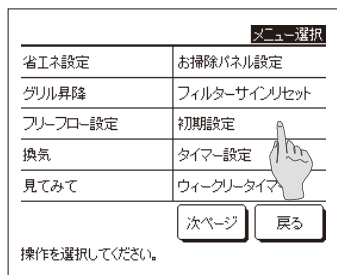 メニュー選択
省エネ設定 お掃除パネル設定
グリル昇降 フィルターサインリセット
フリーフロー設定 初期設定
換気 タイマー設定
見てみて ウィークリータイマ
次ページ 戻る
操作を選択してください。